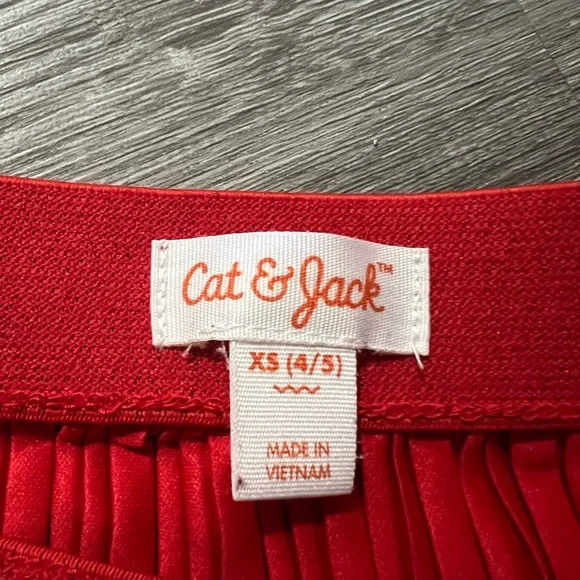 Cat & Jack™
XS (4/5)
MADE IN
VIETNAM